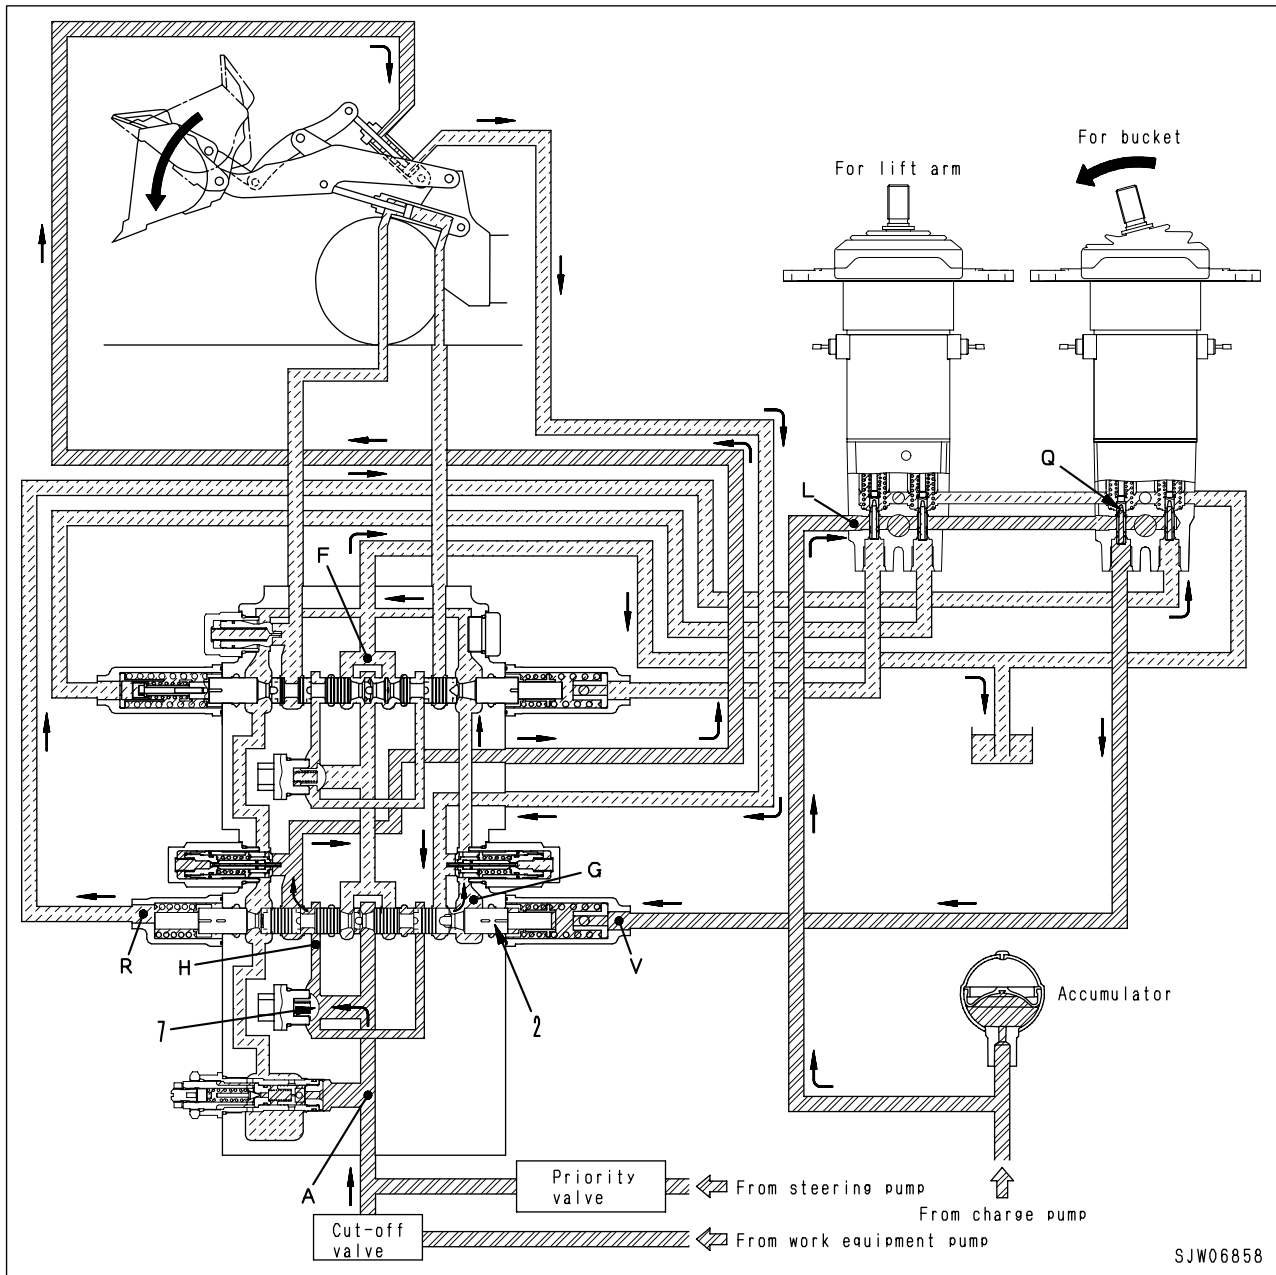 For bucket
For lift arm
Q
L
F
G
R
H
V
7
2
Accumulator
A
Priority
valve
From steering pump
From charge pump
Cut-off
valve
From work equipment pump
SJW06858